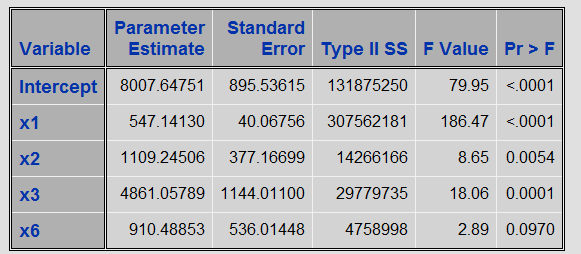 Variable Parameter Estimate Standard Error Type II SS F Value Pr > F
Intercept 8007.64751 895.53615 131875250 79.95 <.0001
x1 547.14130 40.06756 307562181 186.47 <.0001
x2 1109.24506 377.16699 14266166 8.65 0.0054
x3 4861.05789 1144.01100 29779735 18.06 0.0001
x6 910.48853 536.01448 4758998 2.89 0.0970